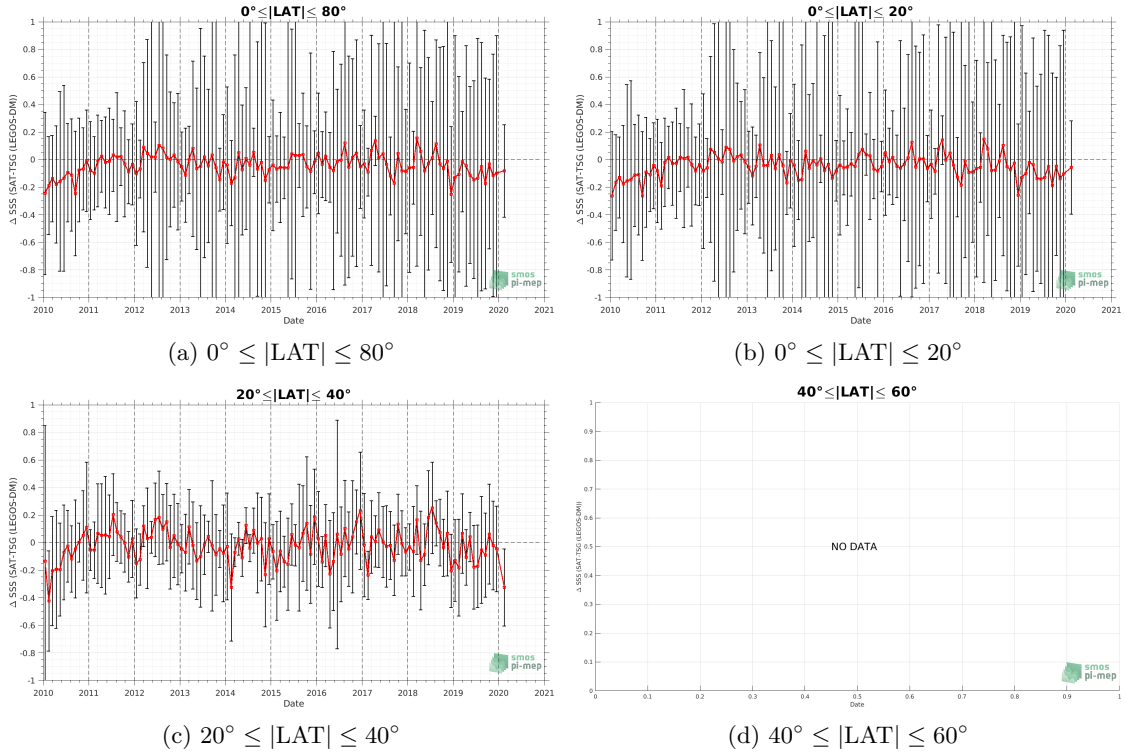 0°≤|LAT|≤ 80°
Δ SSS (SAT-TSG (LEGOS-DM))
1
0.8
0.6
0.4
0.2
0
-0.2
-0.4
-0.6
-0.8
-1
2010 2011 2012 2013 2014 2015 2016 2017 2018 2019 2020 2021
Date
smos
pi-mep
(a) 0° ≤ |LAT| ≤ 80°
0°≤|LAT|≤ 20°
Δ SSS (SAT-TSG (LEGOS-DM))
1
0.8
0.6
0.4
0.2
0
-0.2
-0.4
-0.6
-0.8
-1
2010 2011 2012 2013 2014 2015 2016 2017 2018 2019 2020 2021
Date
smos
pi-mep
(b) 0° ≤ |LAT| ≤ 20°
20°≤|LAT|≤ 40°
Δ SSS (SAT-TSG (LEGOS-DM))
1
0.8
0.6
0.4
0.2
0
-0.2
-0.4
-0.6
-0.8
-1
2010 2011 2012 2013 2014 2015 2016 2017 2018 2019 2020 2021
Date
smos
pi-mep
(c) 20° ≤ |LAT| ≤ 40°
40°≤|LAT|≤ 60°
Δ SSS (SAT-TSG (LEGOS-DM))
1
0.9
0.8
0.7
0.6
0.5
0.4
0.3
0.2
0.1
0
NO DATA
0 0.1 0.2 0.3 0.4 0.5 0.6 0.7 0.8 0.9 1
Date
smos
pi-mep
(d) 40° ≤ |LAT| ≤ 60°